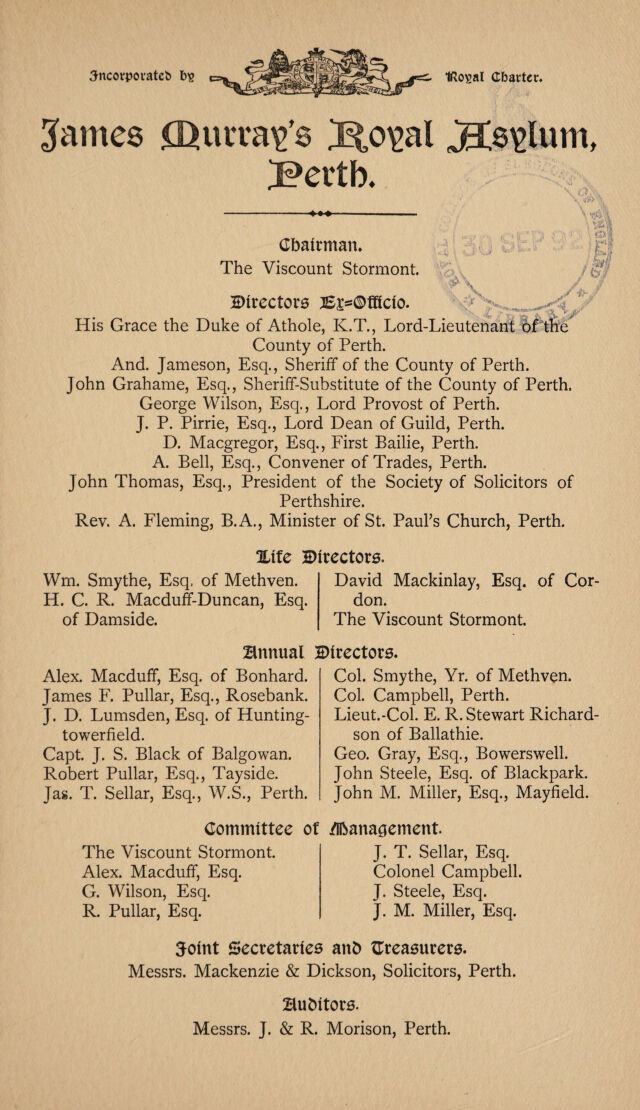 Incorporated by Royal Charter.
James Murray's Royal Asylum,
Perth.
ROYAL COLLEGE OF SURGEONS OF ENGLAND
30 SEP 92
LIBRARY
Chairman.
The Viscount Stormont.
Directors Ex=Officio.
His Grace the Duke of Athole, K.T., Lord-Lieutenant of the
County of Perth.
And. Jameson, Esq., Sheriff of the County of Perth.
John Grahame, Esq., Sheriff-Substitute of the County of Perth.
George Wilson, Esq., Lord Provost of Perth.
J. P. Pirrie, Esq., Lord Dean of Guild, Perth.
D. Macgregor, Esq., First Bailie, Perth.
A. Bell, Esq., Convener of Trades, Perth.
John Thomas, Esq., President of the Society of Solicitors of
Perthshire.
Rev. A. Fleming, B.A., Minister of St. Paul's Church, Perth.
Life Directors.
Wm. Smythe, Esq. of Methven.
H. C. R. Macduff-Duncan, Esq.
of Damside.
David Mackinlay, Esq. of Cor-
don.
The Viscount Stormont.
Annual Directors.
Alex. Macduff, Esq. of Bonhard.
James F. Pullar, Esq., Rosebank.
J. D. Lumsden, Esq. of Hunting-
towerfield.
Capt. J. S. Black of Balgowan.
Robert Pullar, Esq., Tayside.
Jas. T. Sellar, Esq., W.S., Perth.
Col. Smythe, Yr. of Methven.
Col. Campbell, Perth.
Lieut.-Col. E. R. Stewart Richard-
son of Ballathie.
Geo. Gray, Esq., Bowerswell.
John Steele, Esq. of Blackpark.
John M. Miller, Esq., Mayfield.
Committee of Management.
The Viscount Stormont.
Alex. Macduff, Esq.
G. Wilson, Esq.
R. Pullar, Esq.
J. T. Sellar, Esq.
Colonel Campbell.
J. Steele, Esq.
J. M. Miller, Esq.
Joint Secretaries and Treasurers.
Messrs. Mackenzie & Dickson, Solicitors, Perth.
Auditors.
Messrs. J. & R. Morison, Perth.